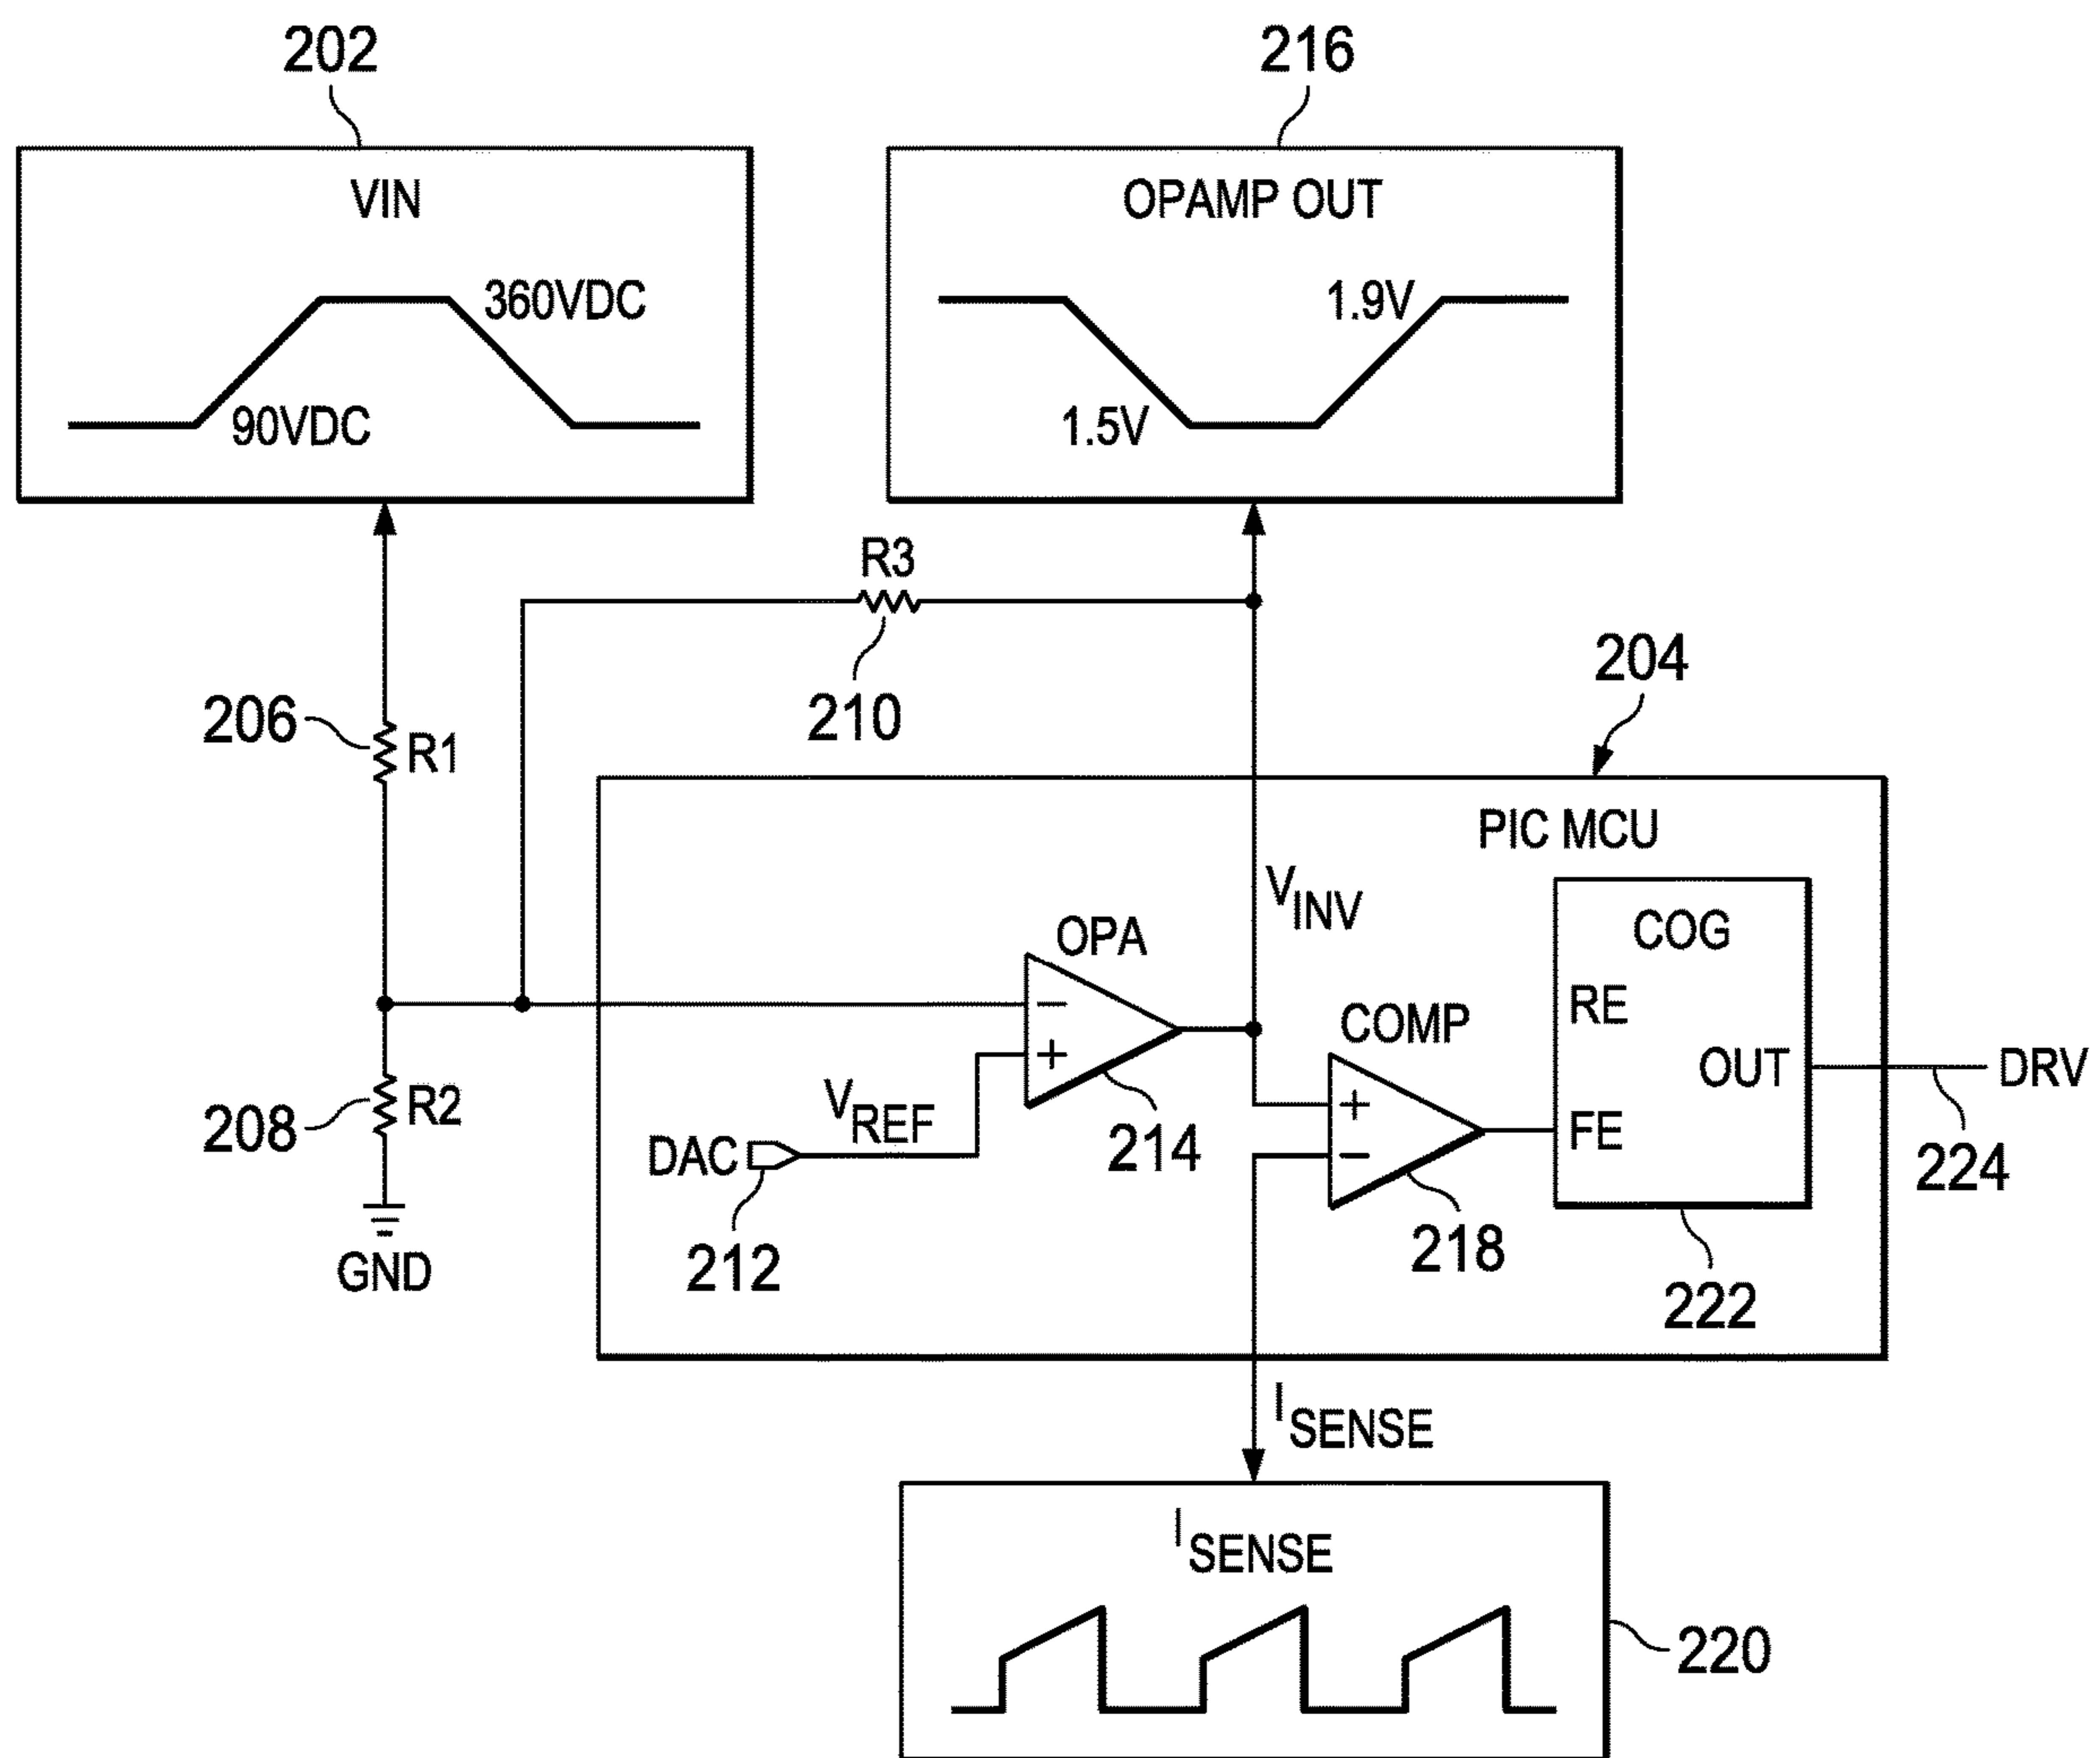 202
216
VIN
360VDC
90VDC
OPAMP OUT
1.9V
1.5V
R3
210
204
206
R1
PIC MCU
VINV
OPA
COG
RE
OUT
FE
COMP
−
+
DRV
208
R2
VREF
DAC
214
+
−
224
GND
212
218
222
ISENSE
ISENSE
220